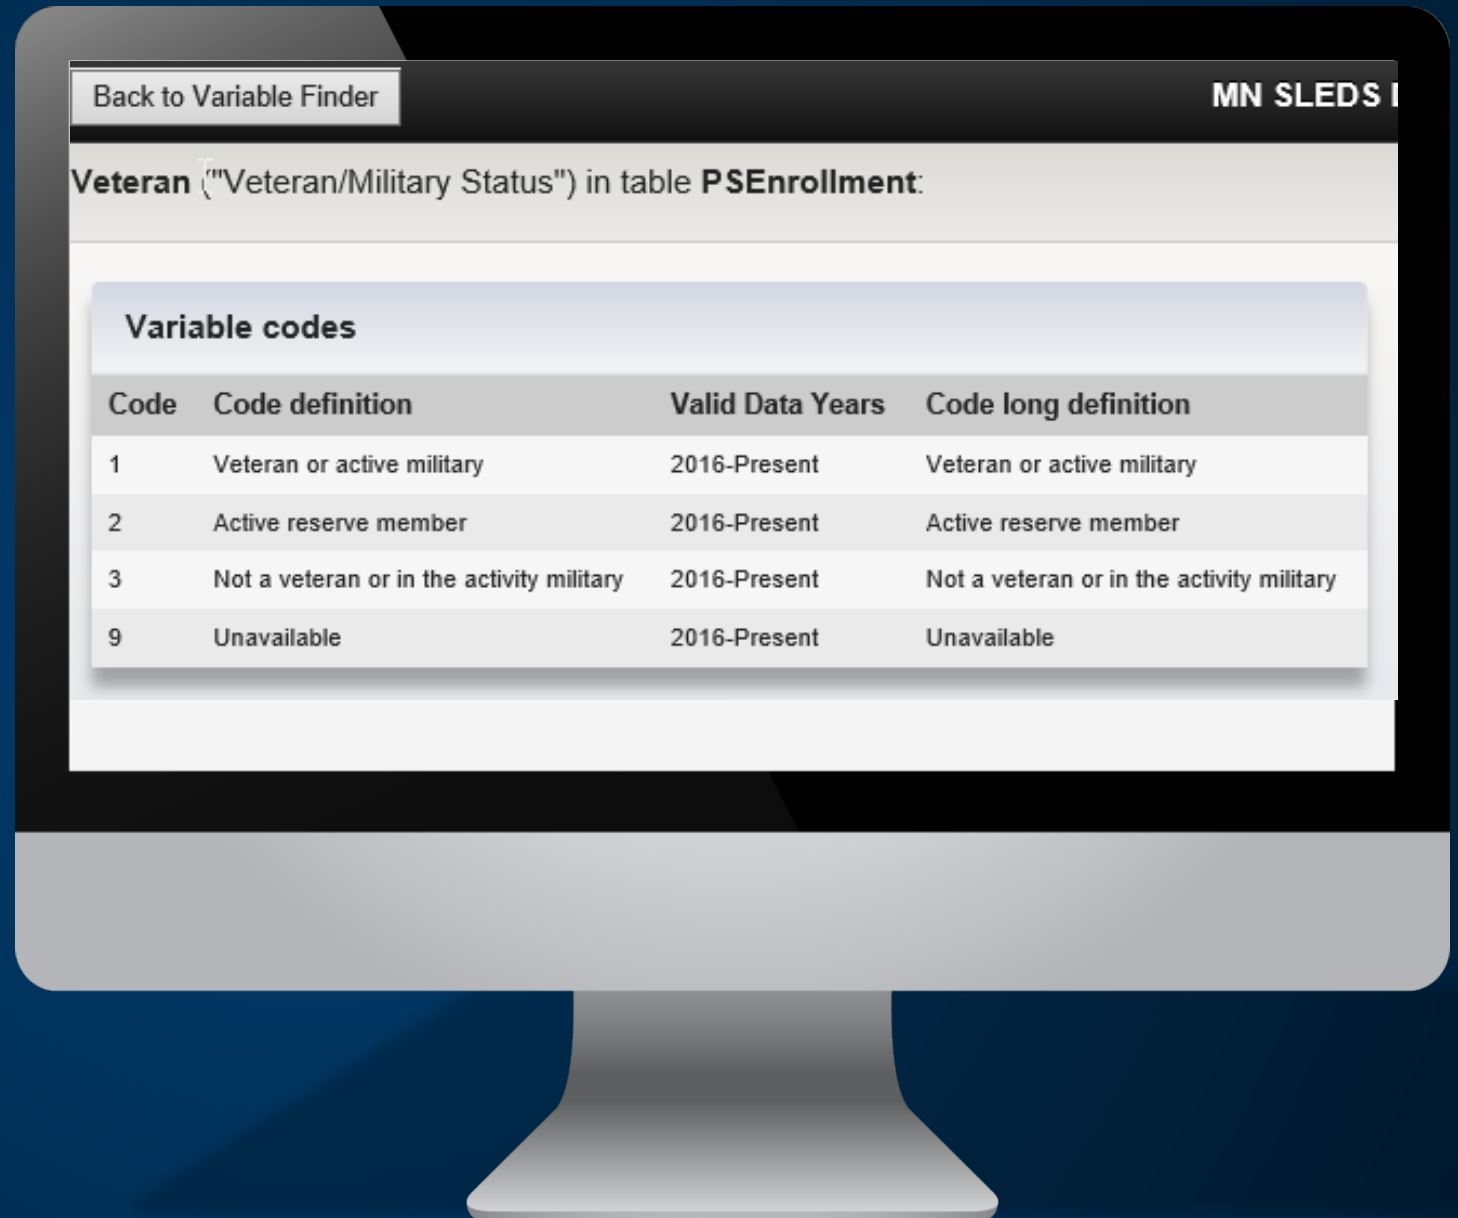 Back to Variable Finder
MN SLEDS
Veteran ("Veteran/Military Status") in table PSEnrollment:
Variable codes
Code Code definition Valid Data Years Code long definition
1 Veteran or active military 2016-Present Veteran or active military
2 Active reserve member 2016-Present Active reserve member
3 Not a veteran or in the activity military 2016-Present Not a veteran or in the activity military
9 Unavailable 2016-Present Unavailable